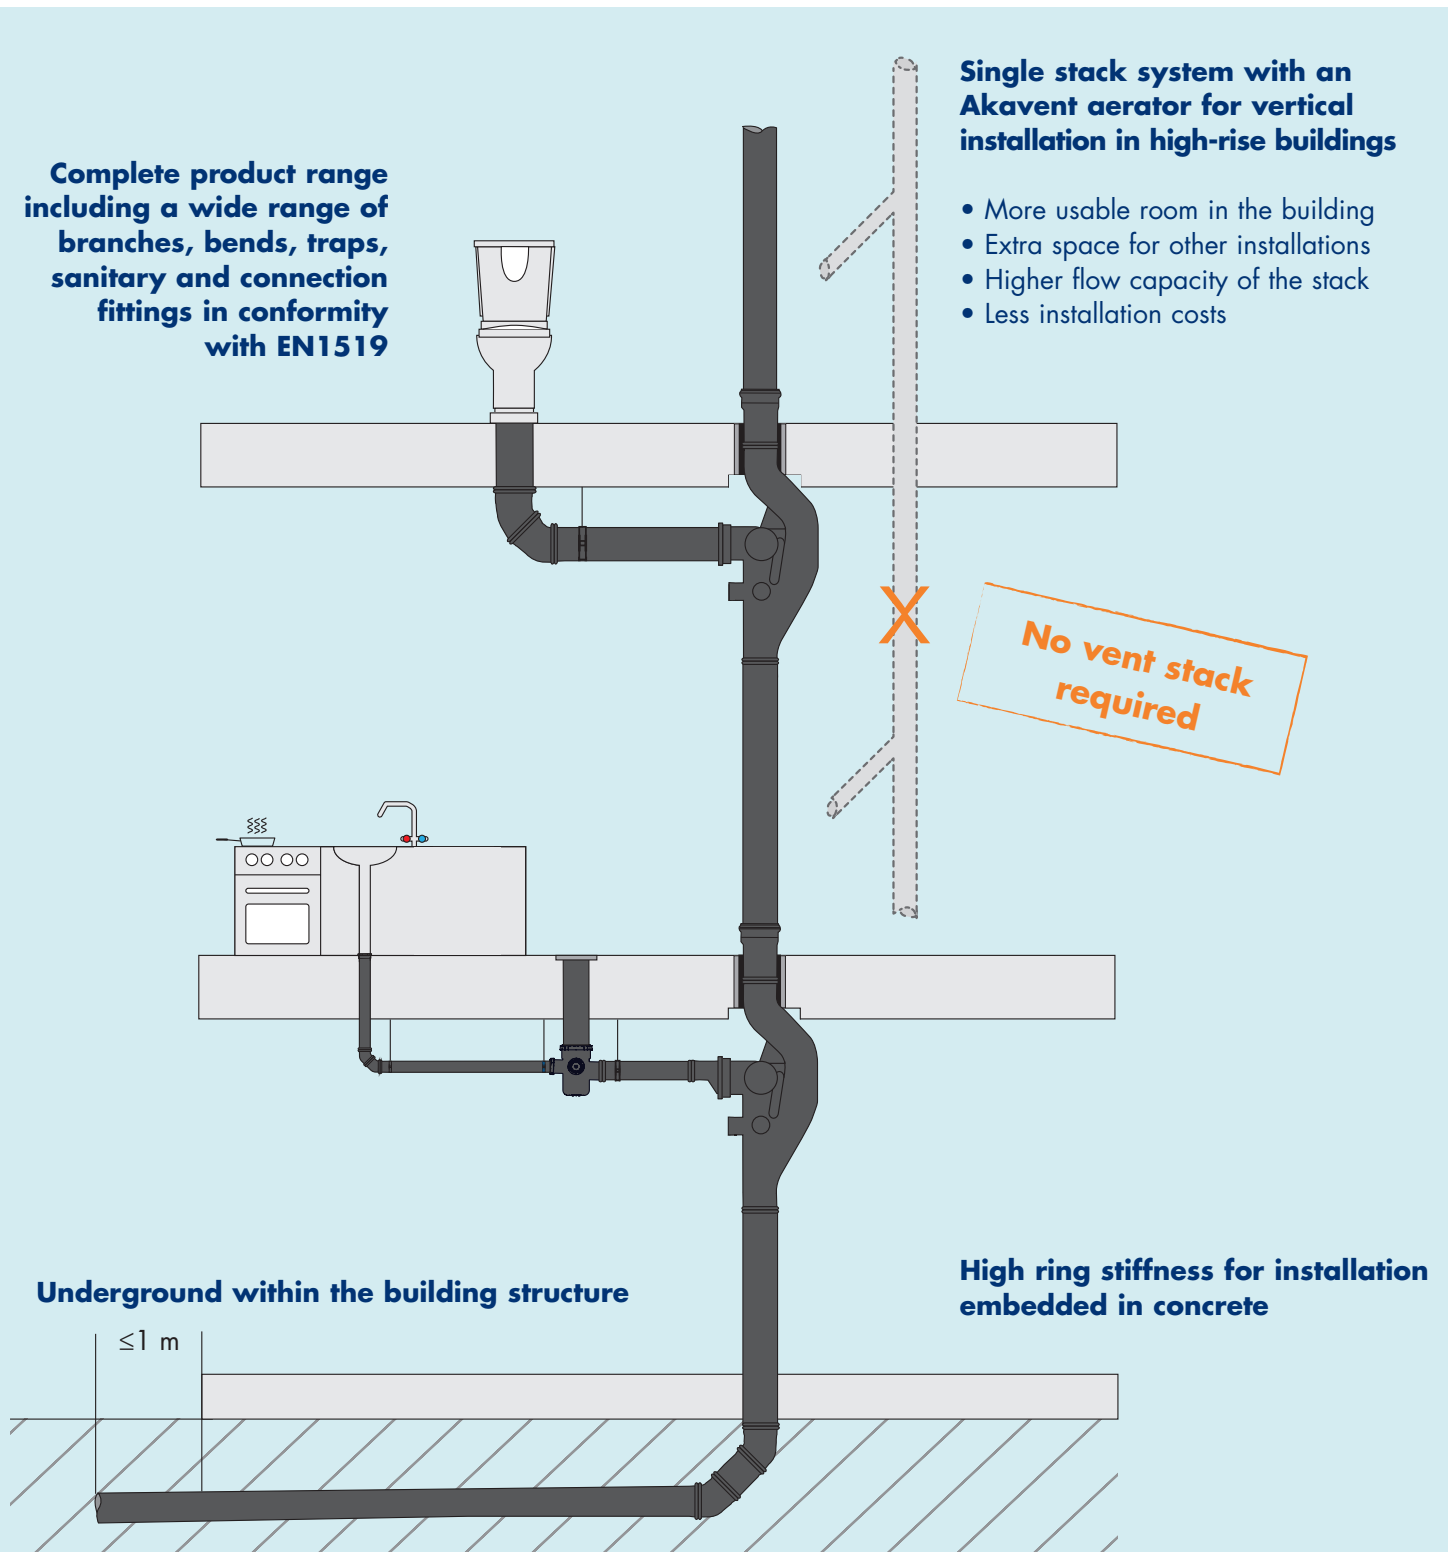 Single stack system with an
Akavent aerator for vertical
installation in high-rise buildings
Complete product range
including a wide range of
branches, bends, traps,
sanitary and connection
fittings in conformity
with EN1519
• More usable room in the building
• Extra space for other installations
• Higher flow capacity of the stack
• Less installation costs
X
No vent stack
required
High ring stiffness for installation
embedded in concrete
Underground within the building structure
≤1 m